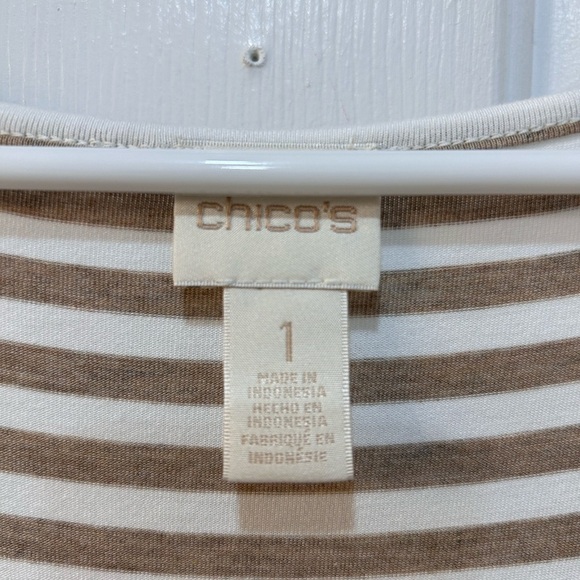 chico's
1
MADE IN
INDONESIA
HECHO EN
INDONESIA
FABRIQUÉ EN
INDONÉSIE